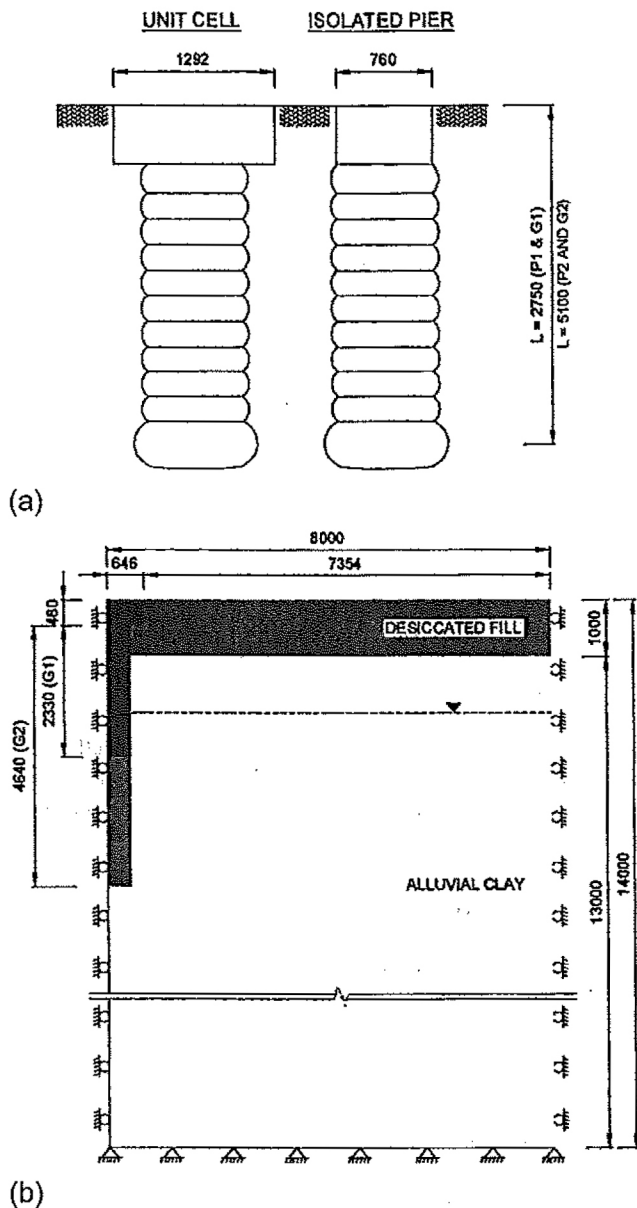 UNIT CELL
ISOLATED PIER
1292
760
L = 2750 (P1 & G1)
L = 5100 (P2 AND G2)
(a)
8000
646
7354
460
DESICCATED FILL
1000
2330 (G1)
4640 (G2)
ALLUVIAL CLAY
13000
14000
(b)